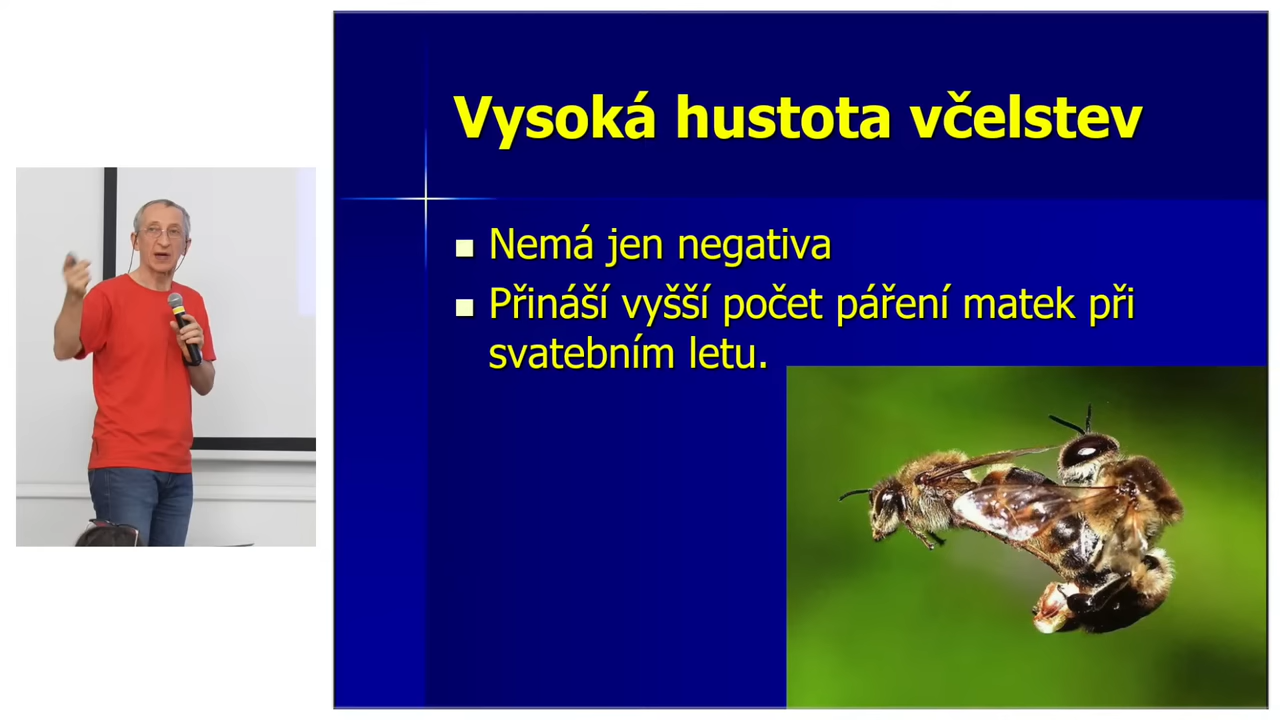 Vysoká hustota včelstev
Nemá jen negativa
Přináší vyšší počet páření matek při
svatebním letu.